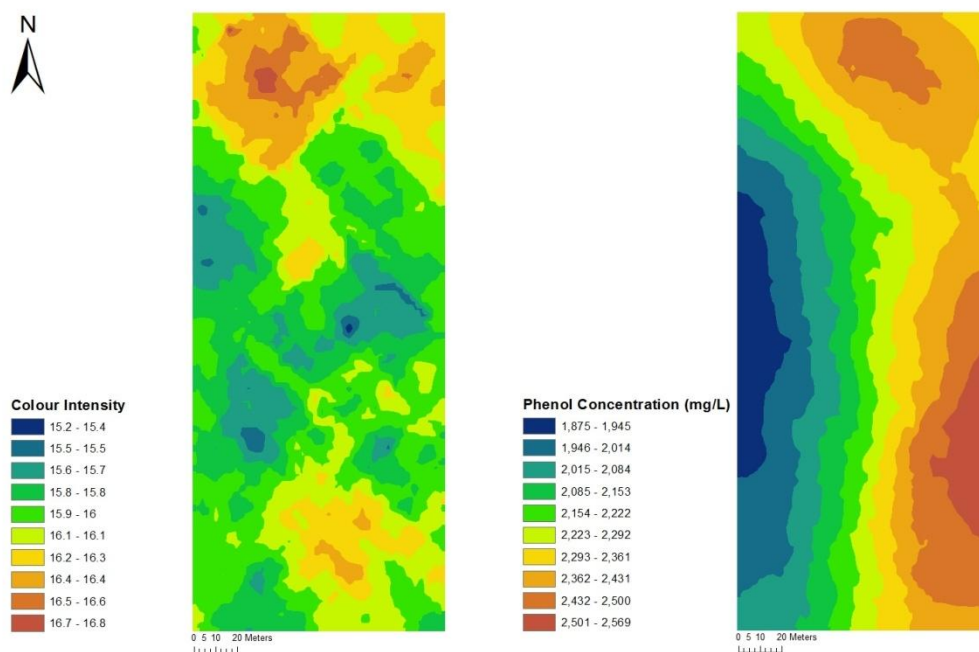 N
Colour Intensity
15.2 - 15.4
15.5 - 15.5
15.6 - 15.7
15.8 - 15.8
15.9 - 16
16.1 - 16.1
16.2 - 16.3
16.4 - 16.4
16.5 - 16.6
16.7 - 16.8
0 5 10 20 Meters
Phenol Concentration (mg/L)
1,875 - 1,945
1,946 - 2,014
2,015 - 2,084
2,085 - 2,153
2,154 - 2,222
2,223 - 2,292
2,293 - 2,361
2,362 - 2,431
2,432 - 2,500
2,501 - 2,569
0 5 10 20 Meters